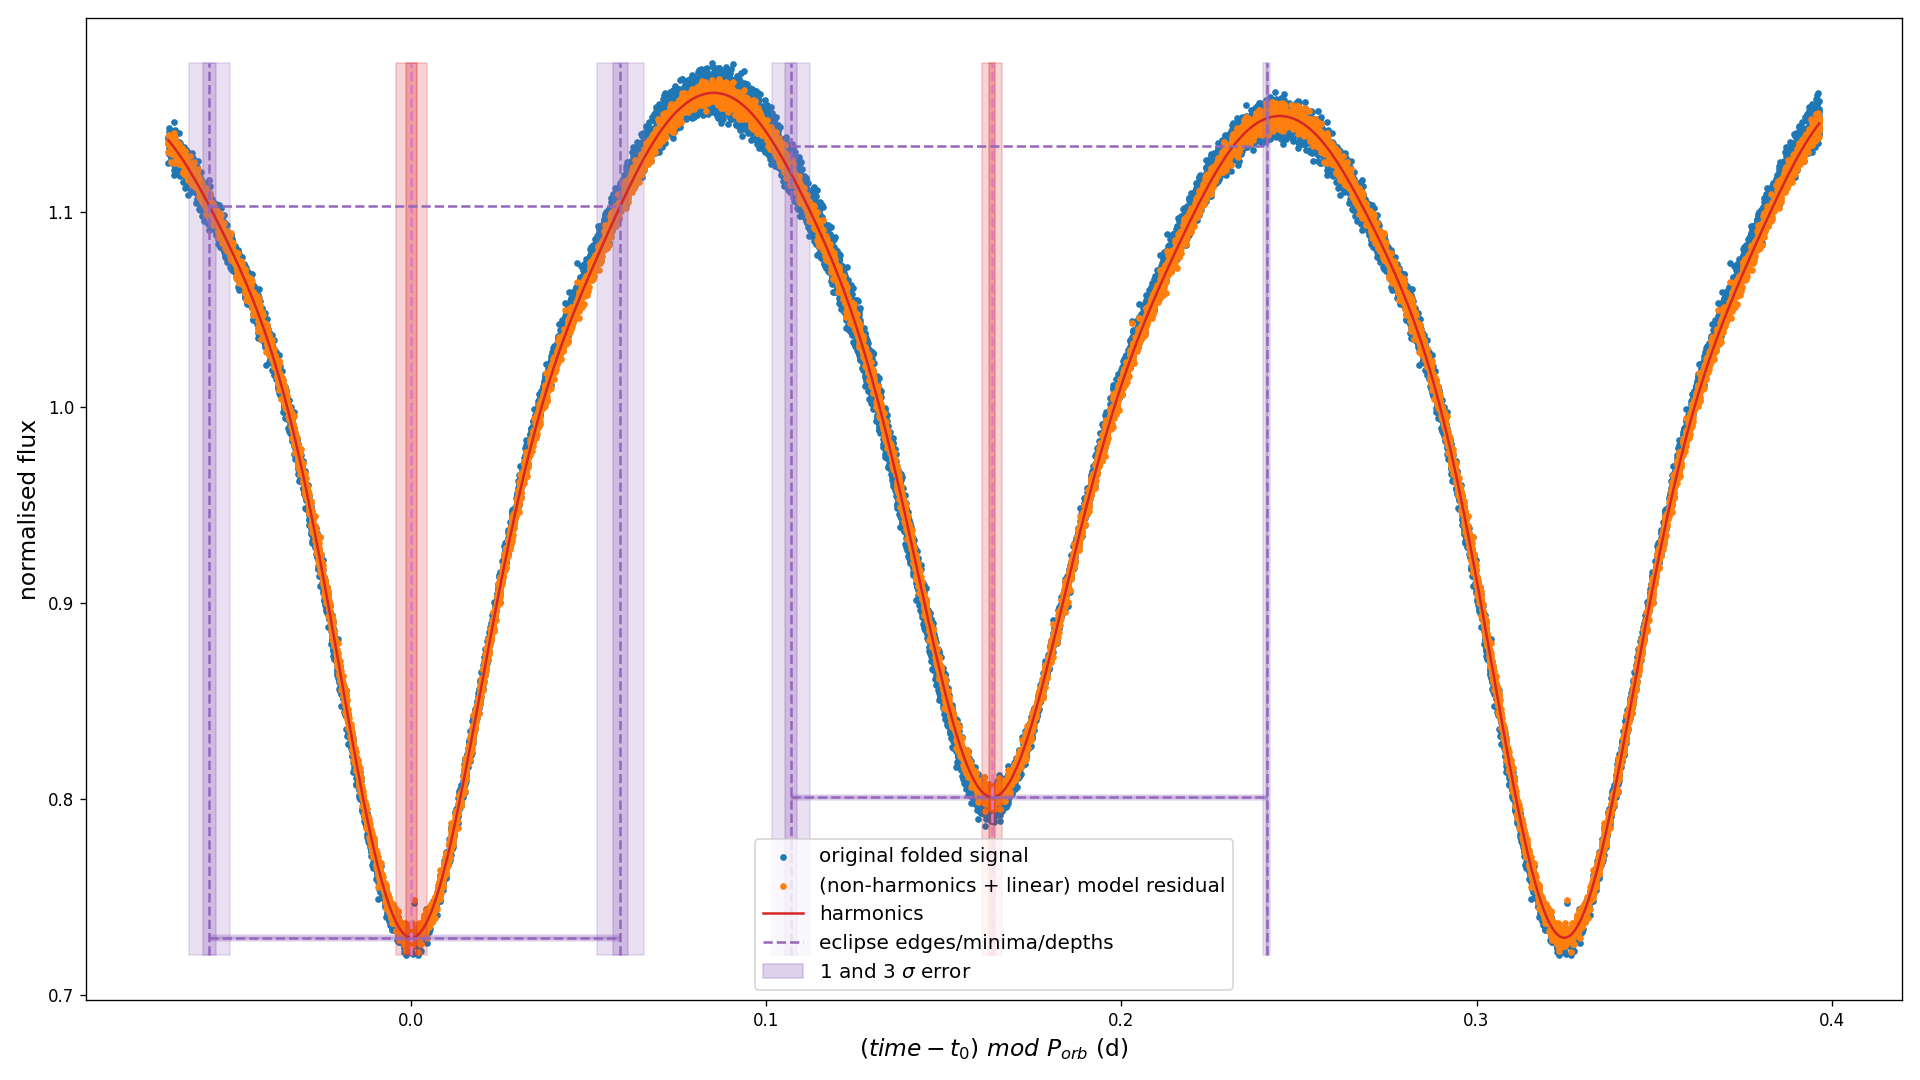 normalised flux
1.1
1.0
0.9
0.8
0.7
original folded signal
(non-harmonics + linear) model residual
harmonics
eclipse edges/minima/depths
1 and 3 σ error
0.0 0.1 0.2 0.3 0.4
(time − t₀) mod Pₒᵣb (d)